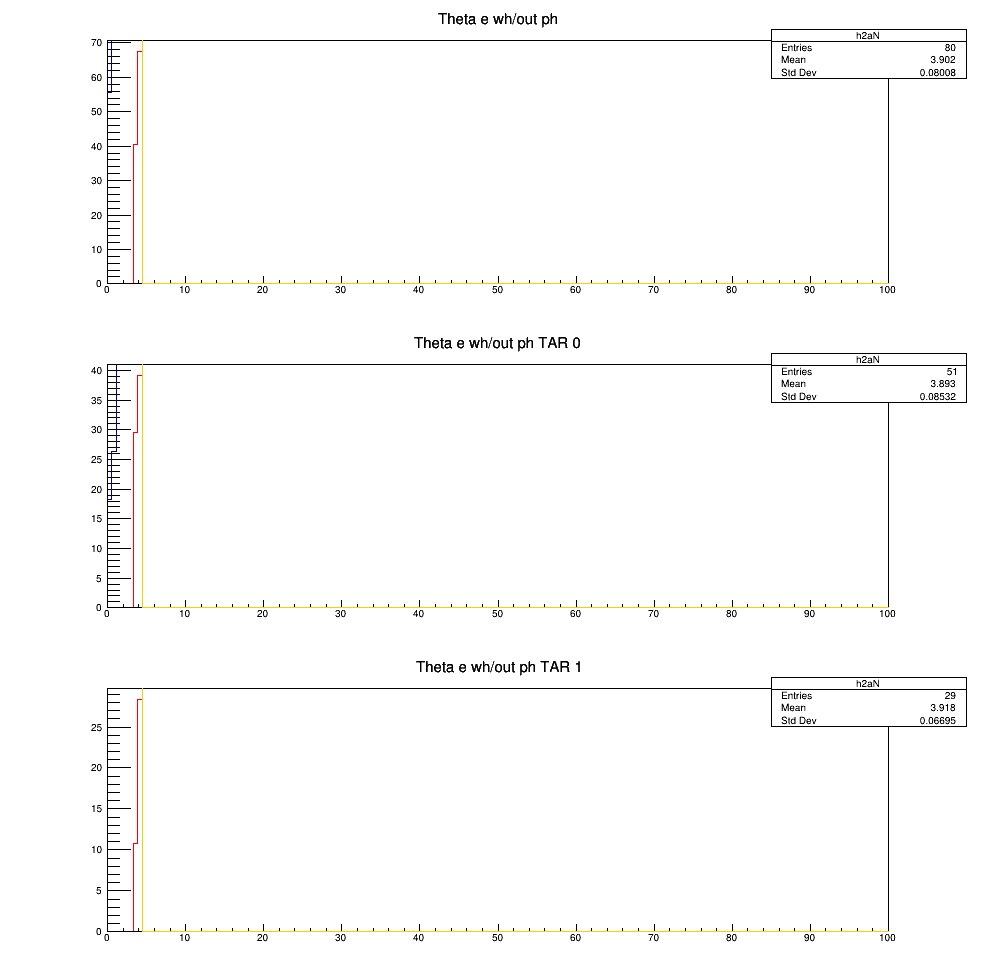 Theta e wh/out ph
h2aN
Entries 80
Mean 3.902
Std Dev 0.08008
70
60
50
40
30
20
10
0
0 10 20 30 40 50 60 70 80 90 100
Theta e wh/out ph TAR 0
h2aN
Entries 51
Mean 3.893
Std Dev 0.08532
40
35
30
25
20
15
10
5
0
0 10 20 30 40 50 60 70 80 90 100
Theta e wh/out ph TAR 1
h2aN
Entries 29
Mean 3.918
Std Dev 0.06695
25
20
15
10
5
0
0 10 20 30 40 50 60 70 80 90 100